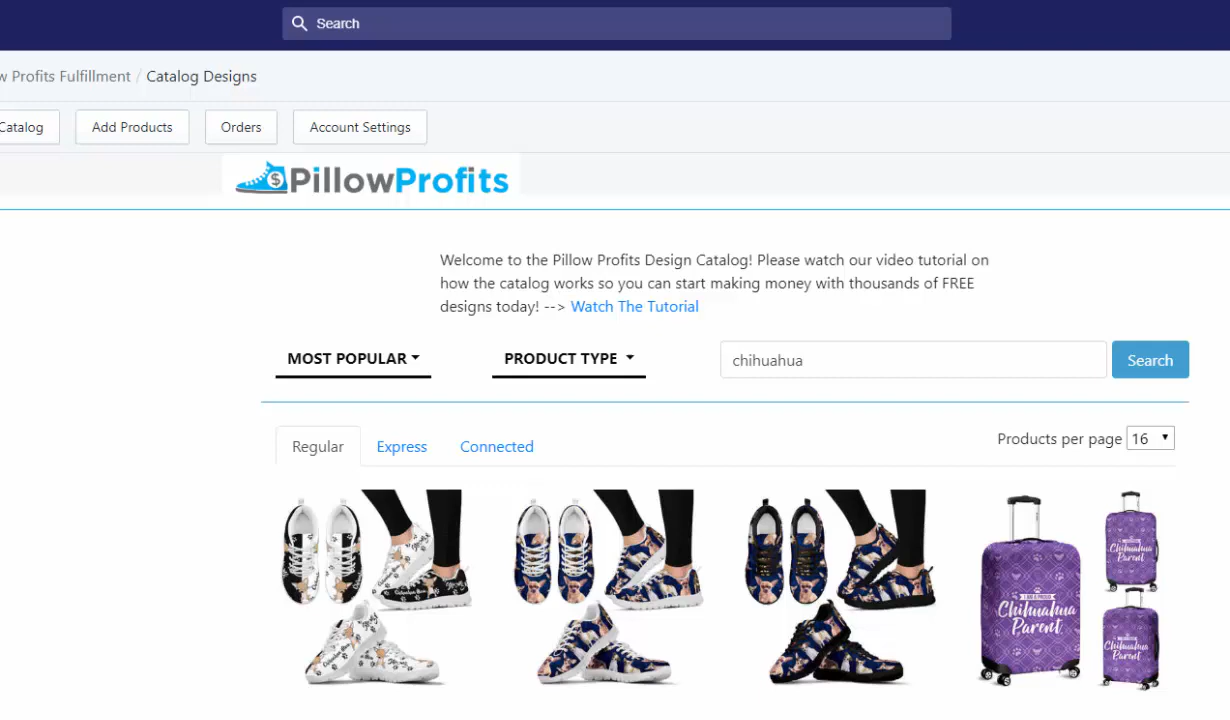 Search
w Profits Fulfillment / Catalog Designs
Catalog
Add Products
Orders
Account Settings
$
PillowProfits
Welcome to the Pillow Profits Design Catalog! Please watch our video tutorial on
how the catalog works so you can start making money with thousands of FREE
designs today! --> Watch The Tutorial
MOST POPULAR
PRODUCT TYPE
chihuahua
Search
Regular
Express
Connected
Products per page 16
Chihuahua
Parent
Chihuahua
Parent
Chihuahua
Parent